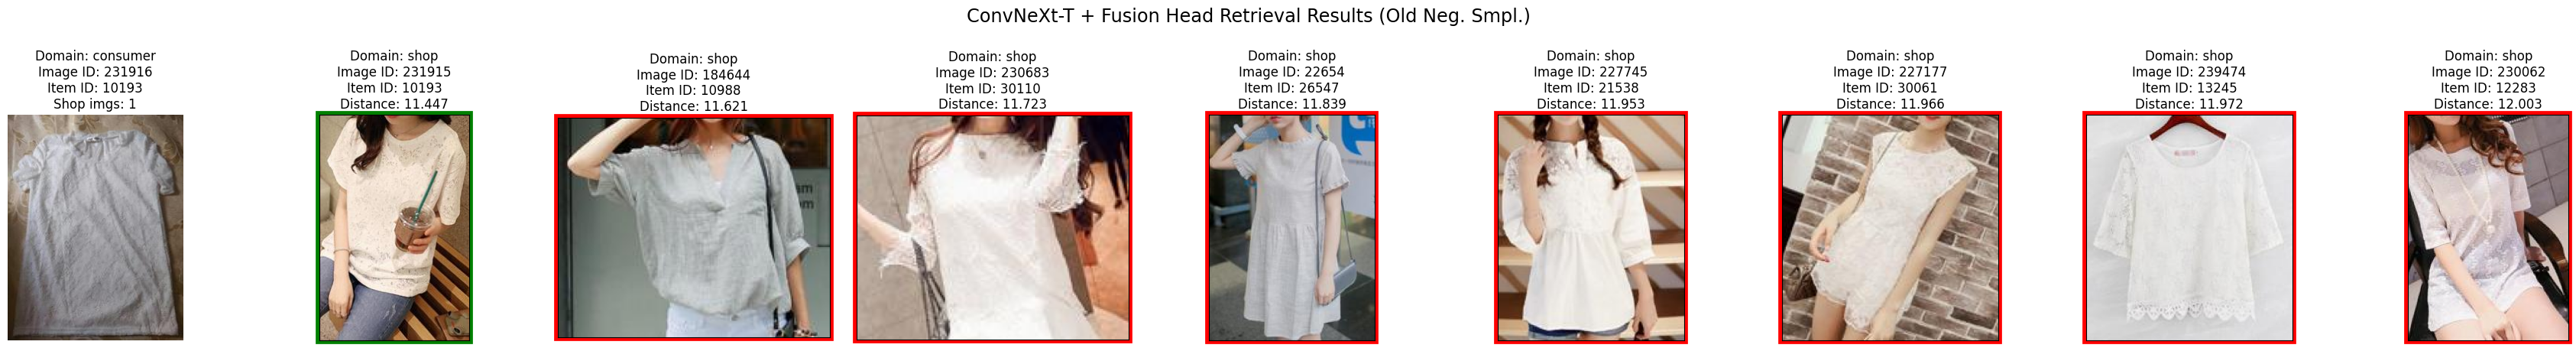 ConvNeXt-T + Fusion Head Retrieval Results (Old Neg. Smpl.)
Domain: consumer
Image ID: 231916
Item ID: 10193
Shop imgs: 1
Domain: shop
Image ID: 231915
Item ID: 10193
Distance: 11.447
Domain: shop
Image ID: 184644
Item ID: 10988
Distance: 11.621
Domain: shop
Image ID: 230683
Item ID: 30110
Distance: 11.723
Domain: shop
Image ID: 22654
Item ID: 26547
Distance: 11.839
Domain: shop
Image ID: 227745
Item ID: 21538
Distance: 11.953
Domain: shop
Image ID: 227177
Item ID: 30061
Distance: 11.966
Domain: shop
Image ID: 239474
Item ID: 13245
Distance: 11.972
Domain: shop
Image ID: 230062
Item ID: 12283
Distance: 12.003